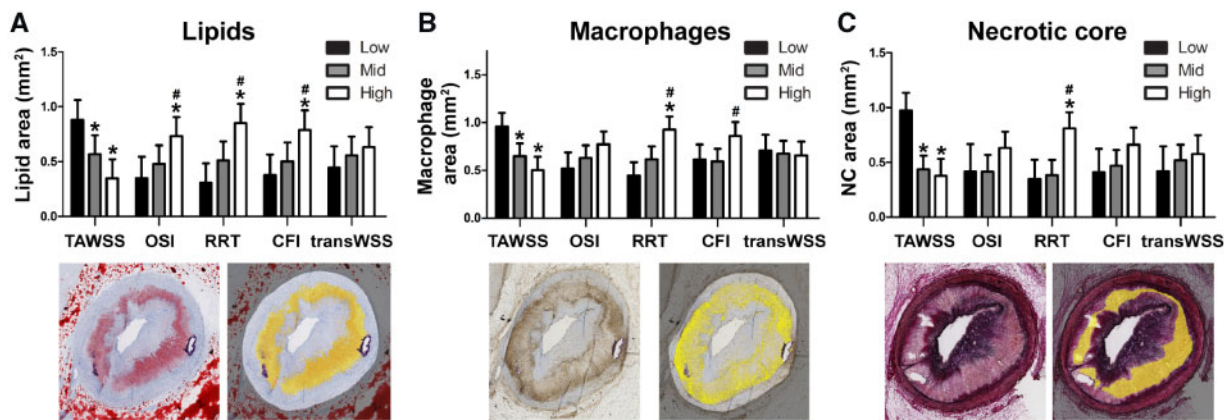 A
Lipids
Low
Mid
High
Lipid area (mm²)
1.5
1.0
0.5
0.0
*
*
#
*
#
*
#
*
TAWSS OSI RRT CFI transWSS
B
Macrophages
Low
Mid
High
Macrophage
area (mm²)
1.5
1.0
0.5
0.0
*
*
#
*
#
TAWSS OSI RRT CFI transWSS
C
Necrotic core
Low
Mid
High
NC area (mm²)
1.5
1.0
0.5
0.0
*
*
#
*
TAWSS OSI RRT CFI transWSS